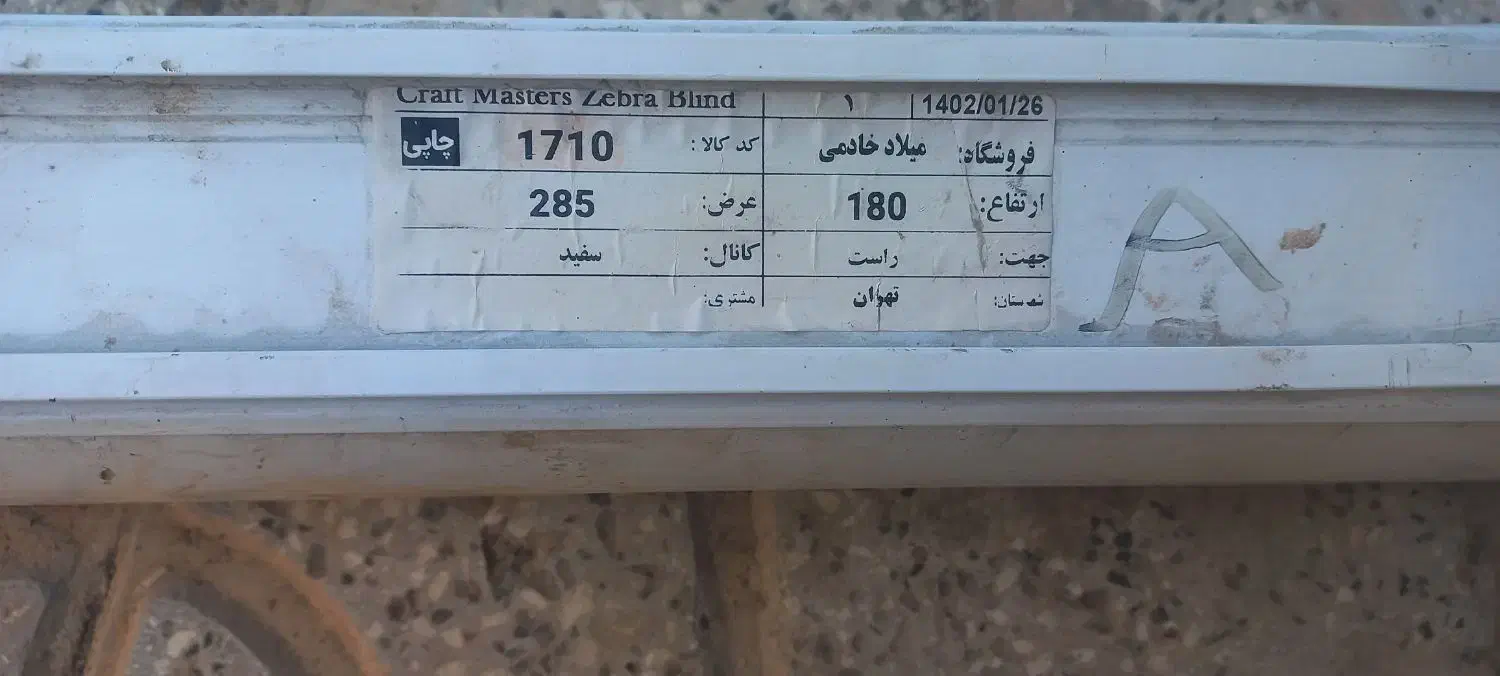 Craft Masters Zebra Blind ۱ 1402/01/26
فروشگاه: میلاد خادمی کد کالا: 1710 چاپی
ارتفاع: 180 عرض: 285
جهت: راست کانال: سفید
شهرستان: تهران مشتری:
A